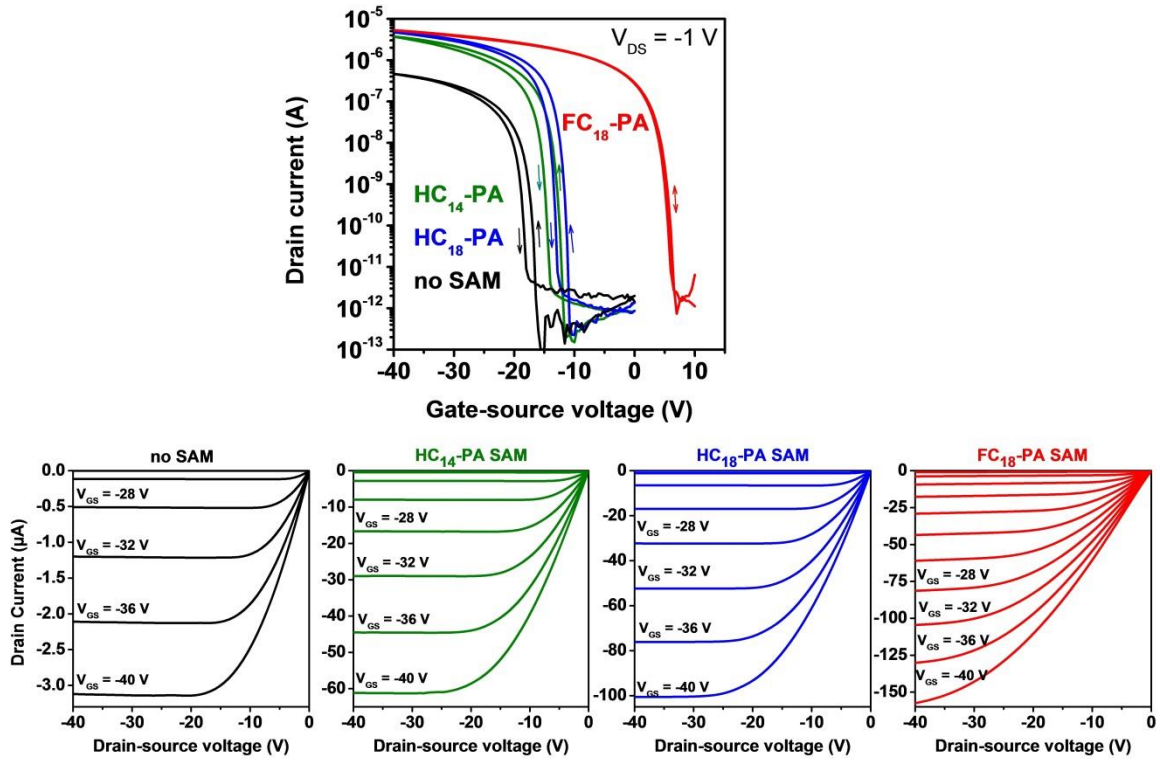 V_DS = -1 V
FC₁₈-PA
HC₁₄-PA
HC₁₈-PA
no SAM
Drain current (A)
10⁻⁵
10⁻⁶
10⁻⁷
10⁻⁸
10⁻⁹
10⁻¹⁰
10⁻¹¹
10⁻¹²
10⁻¹³
-40 -30 -20 -10 0 10
Gate-source voltage (V)
no SAM
Drain Current (µA)
0.0
-0.5
-1.0
-1.5
-2.0
-2.5
-3.0
V_GS = -28 V
V_GS = -32 V
V_GS = -36 V
V_GS = -40 V
-40 -30 -20 -10 0
Drain-source voltage (V)
HC₁₄-PA SAM
0
-10
-20
-30
-40
-50
-60
V_GS = -28 V
V_GS = -32 V
V_GS = -36 V
V_GS = -40 V
-40 -30 -20 -10 0
Drain-source voltage (V)
HC₁₈-PA SAM
0
-20
-40
-60
-80
-100
V_GS = -28 V
V_GS = -32 V
V_GS = -36 V
V_GS = -40 V
-40 -30 -20 -10 0
Drain-source voltage (V)
FC₁₈-PA SAM
0
-25
-50
-75
-100
-125
-150
V_GS = -28 V
V_GS = -32 V
V_GS = -36 V
V_GS = -40 V
-40 -30 -20 -10 0
Drain-source voltage (V)